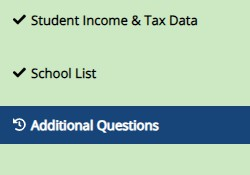 Student Income & Tax Data
School List
Additional Questions